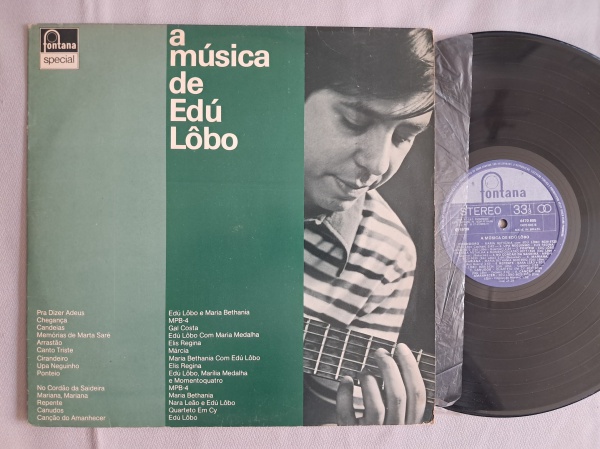 fontana
special
a
música
de
Edú
Lôbo
Pra Dizer Adeus Edú Lôbo e Maria Bethania
Chegança MPB-4
Candeias Gal Costa
Memórias de Marta Saré Edú Lôbo Com Maria Medalha
Arrastão Elis Regina
Canto Triste Márcia
Cirandeiro Maria Bethania Com Edú Lôbo
Upa Neguinho Elis Regina
Ponteio Edú Lôbo, Marilia Medalha
e Momentoquatro
No Cordão da Saideira MPB-4
Mariana, Mariana Maria Bethania
Repente Nara Leão e Edú Lôbo
Canudos Quarteto Em Cy
Canção do Amanhecer Edú Lôbo
fontana
STEREO 33⅓
A MÚSICA DE EDÚ LÔBO